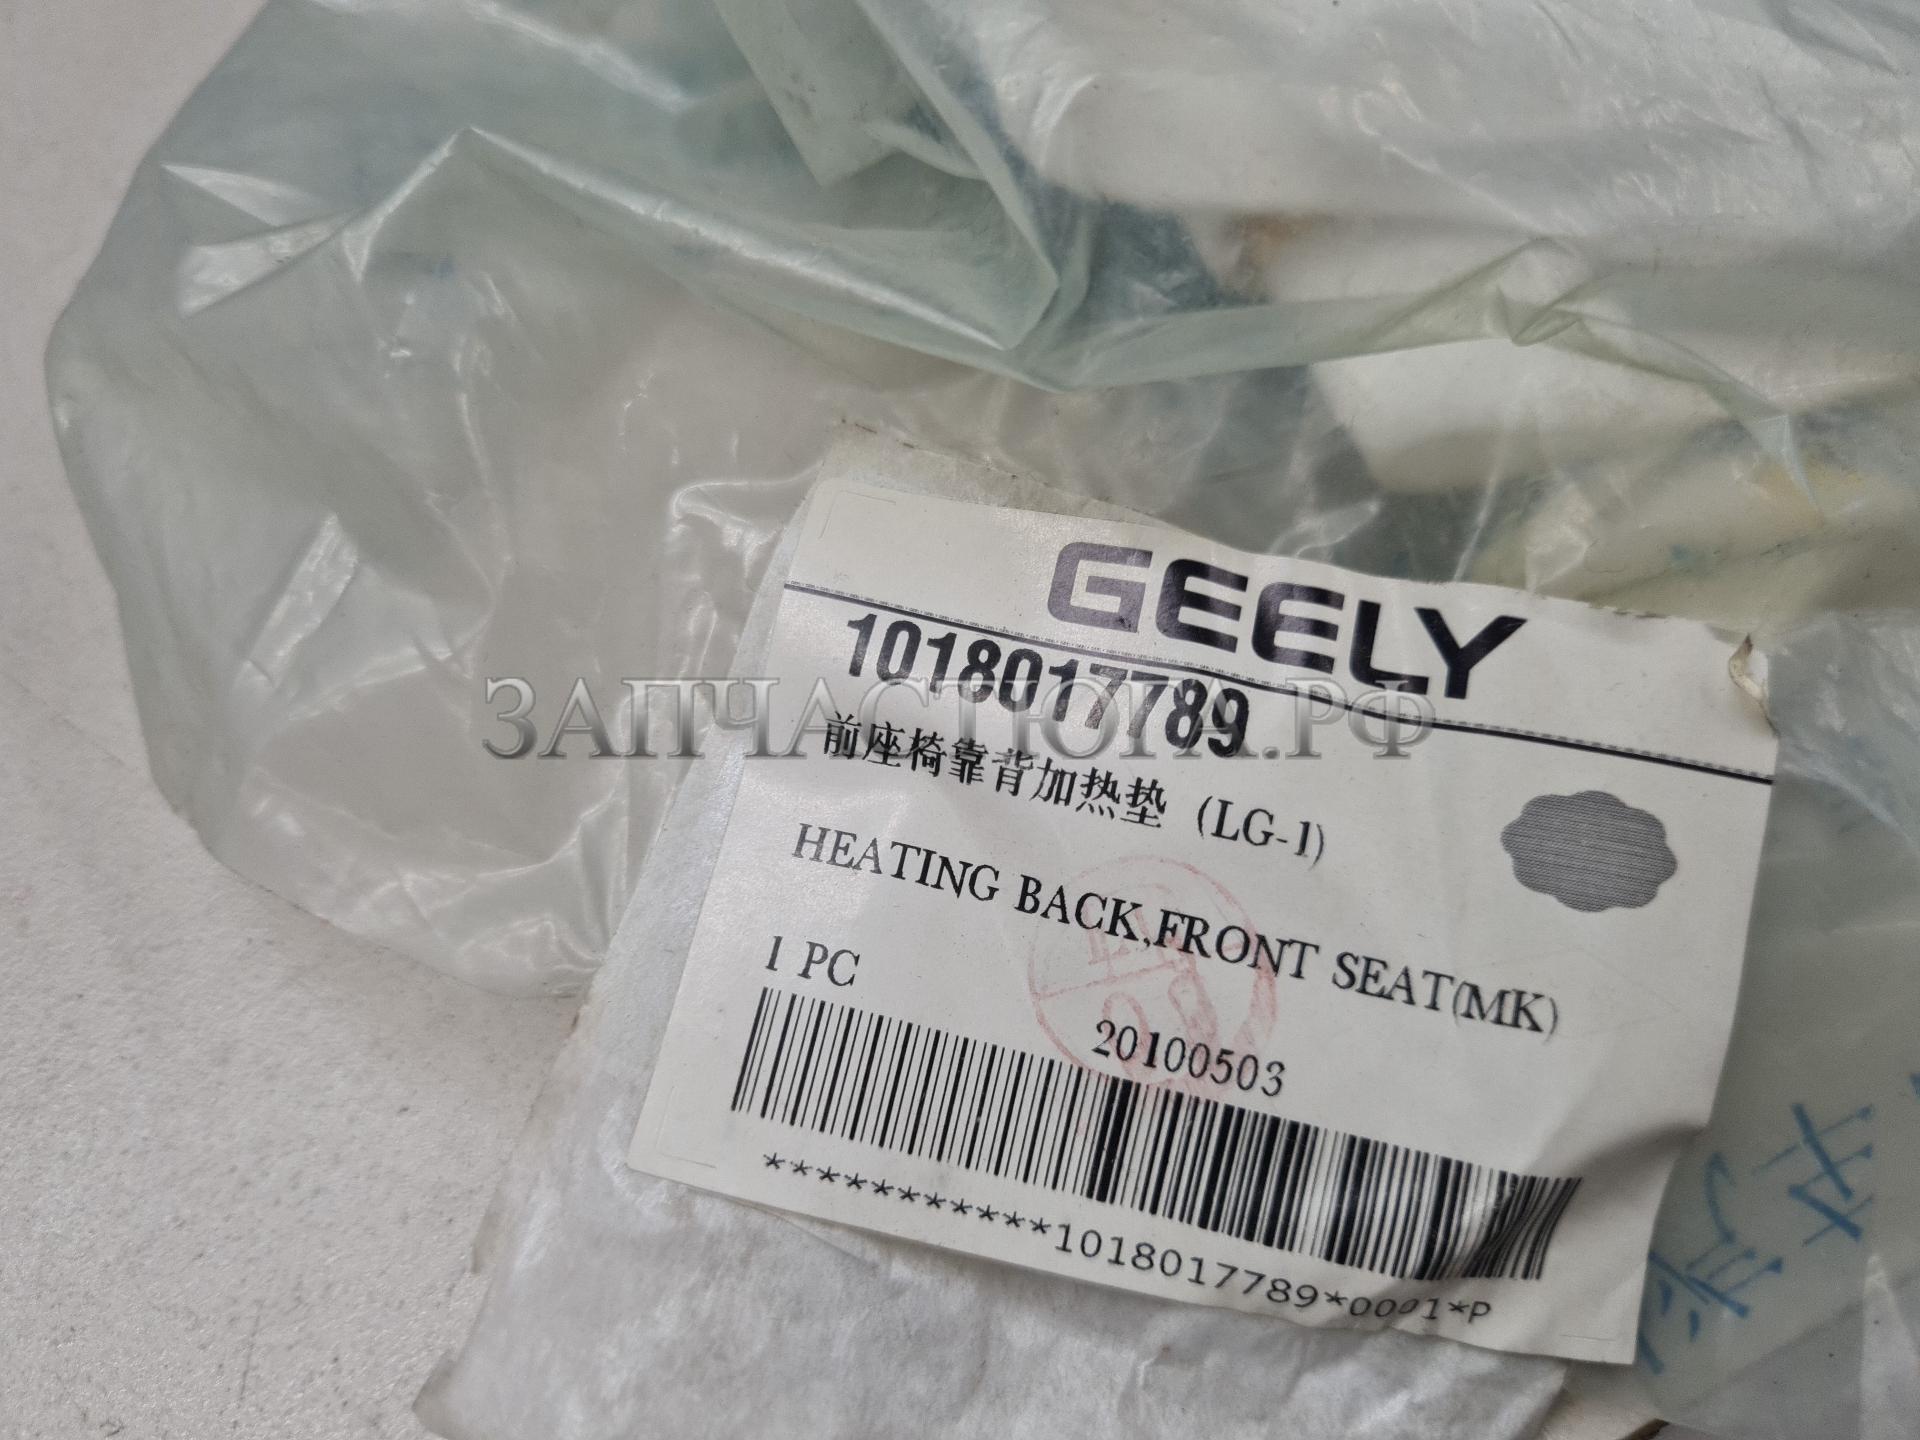 GEELY
1018017789
ЗАПЧАСТЮГА.РФ
前座椅靠背加热垫 (LG-1)
HEATING BACK,FRONT SEAT(MK)
1 PC
20100503
***********1018017789*0001*P